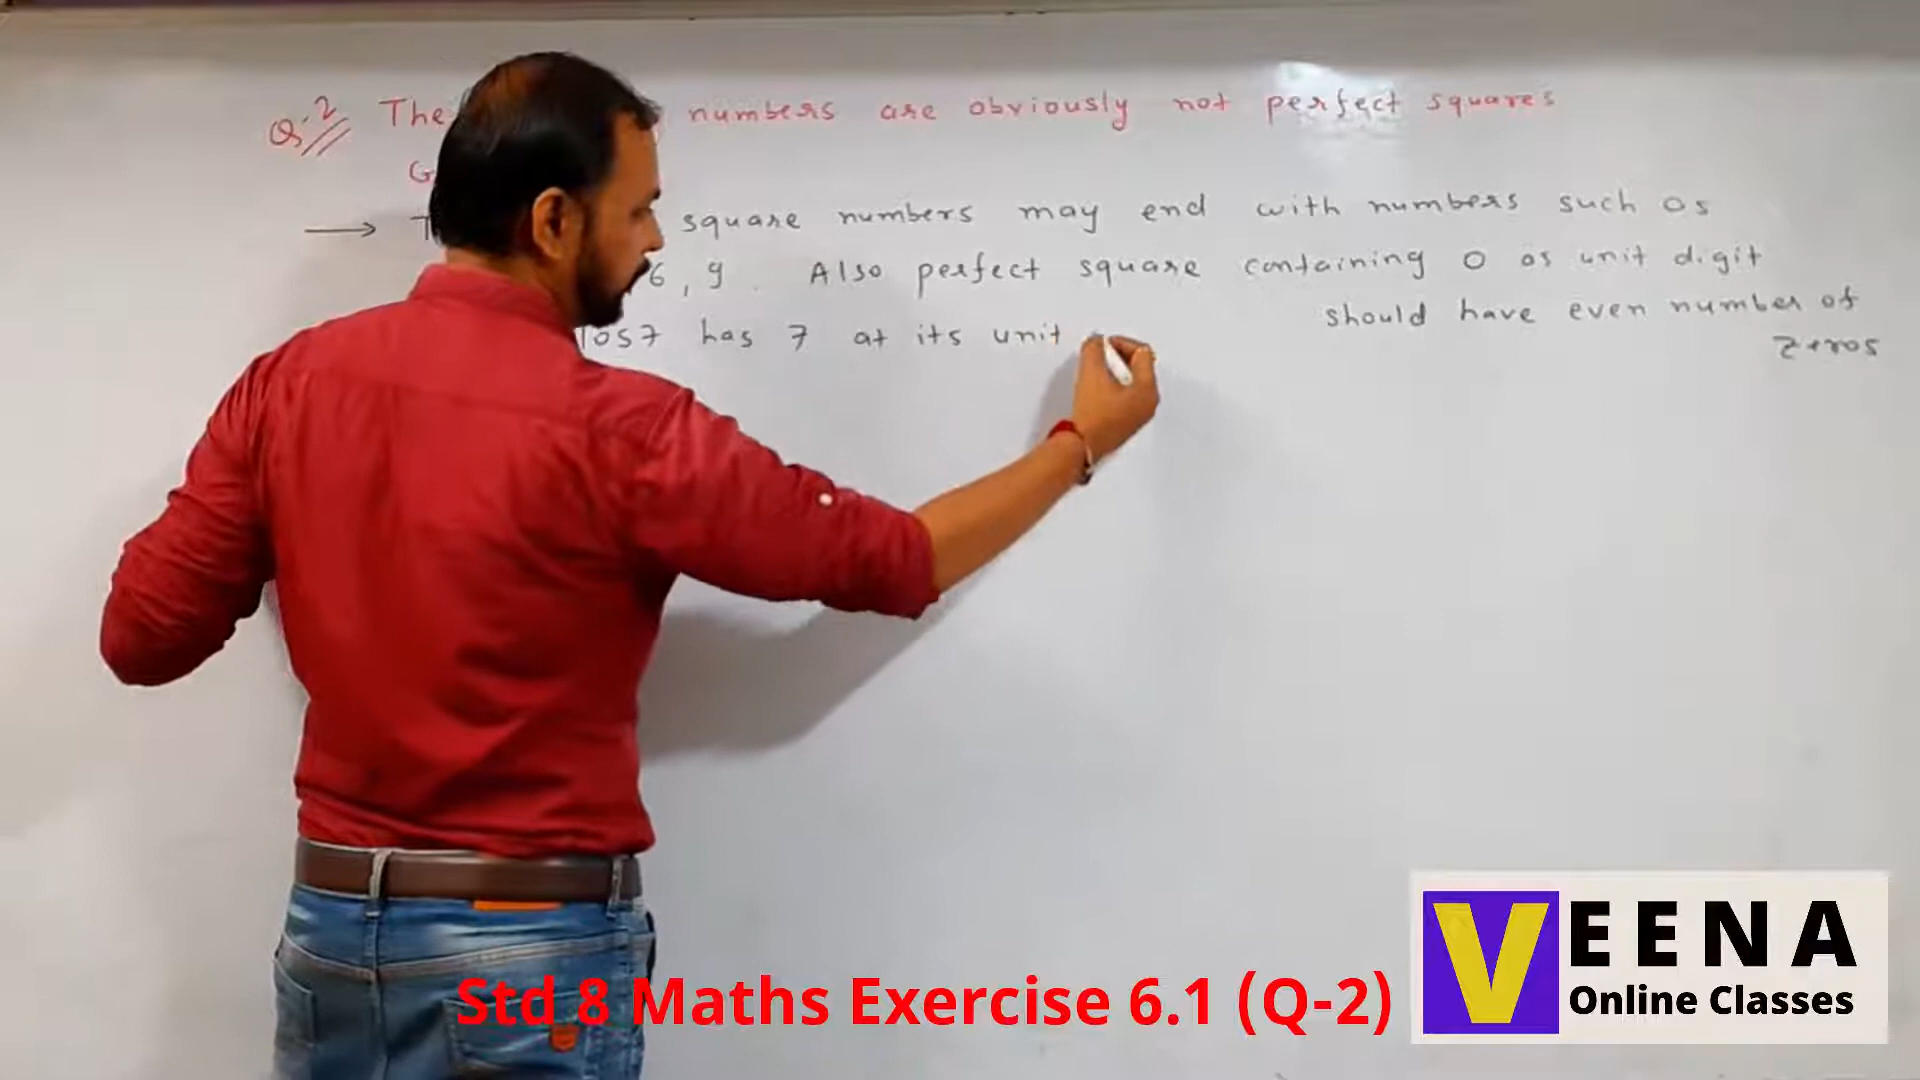 Q.2 The numbers are obviously not perfect squares
G
→ T square numbers may end with numbers such as
6, 9. Also perfect square containing 0 as unit digit
should have even number of
zeros
1057 has 7 at its unit
VEENA
Online Classes
Std 8 Maths Exercise 6.1 (Q-2)